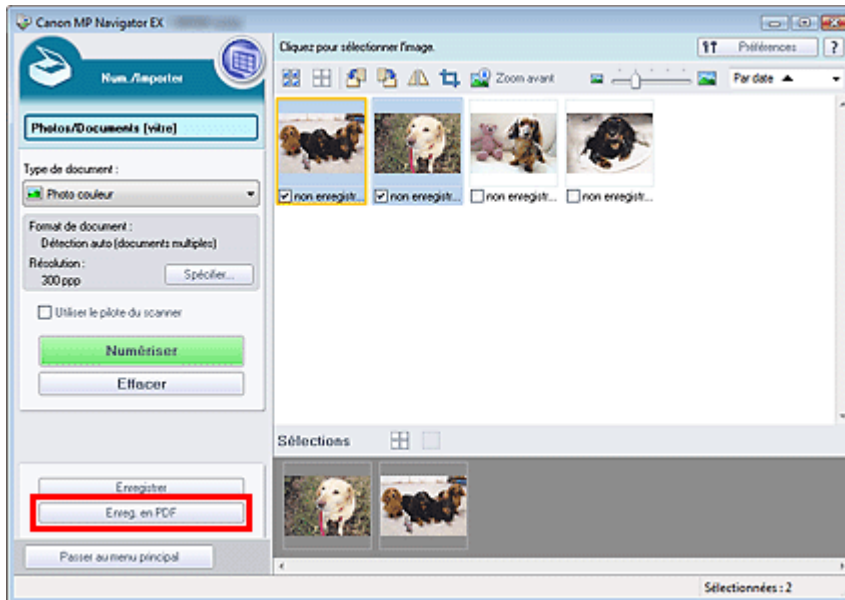 Canon MP Navigator EX
Num./Importer
Photos/Documents (vitre)
Type de document :
Photo couleur
Format de document :
Détection auto (documents multiples)
Résolution :
300 ppp
Spécifier...
Utiliser le pilote du scanner
Numériser
Effacer
Enregistrer
Enreg. en PDF
Passer au menu principal
Cliquez pour sélectionner l'image.
Préférences
?
Zoom avant
Par date
non enregistr...
non enregistr...
non enregistr...
non enregistr...
Sélections
Sélectionnées : 2